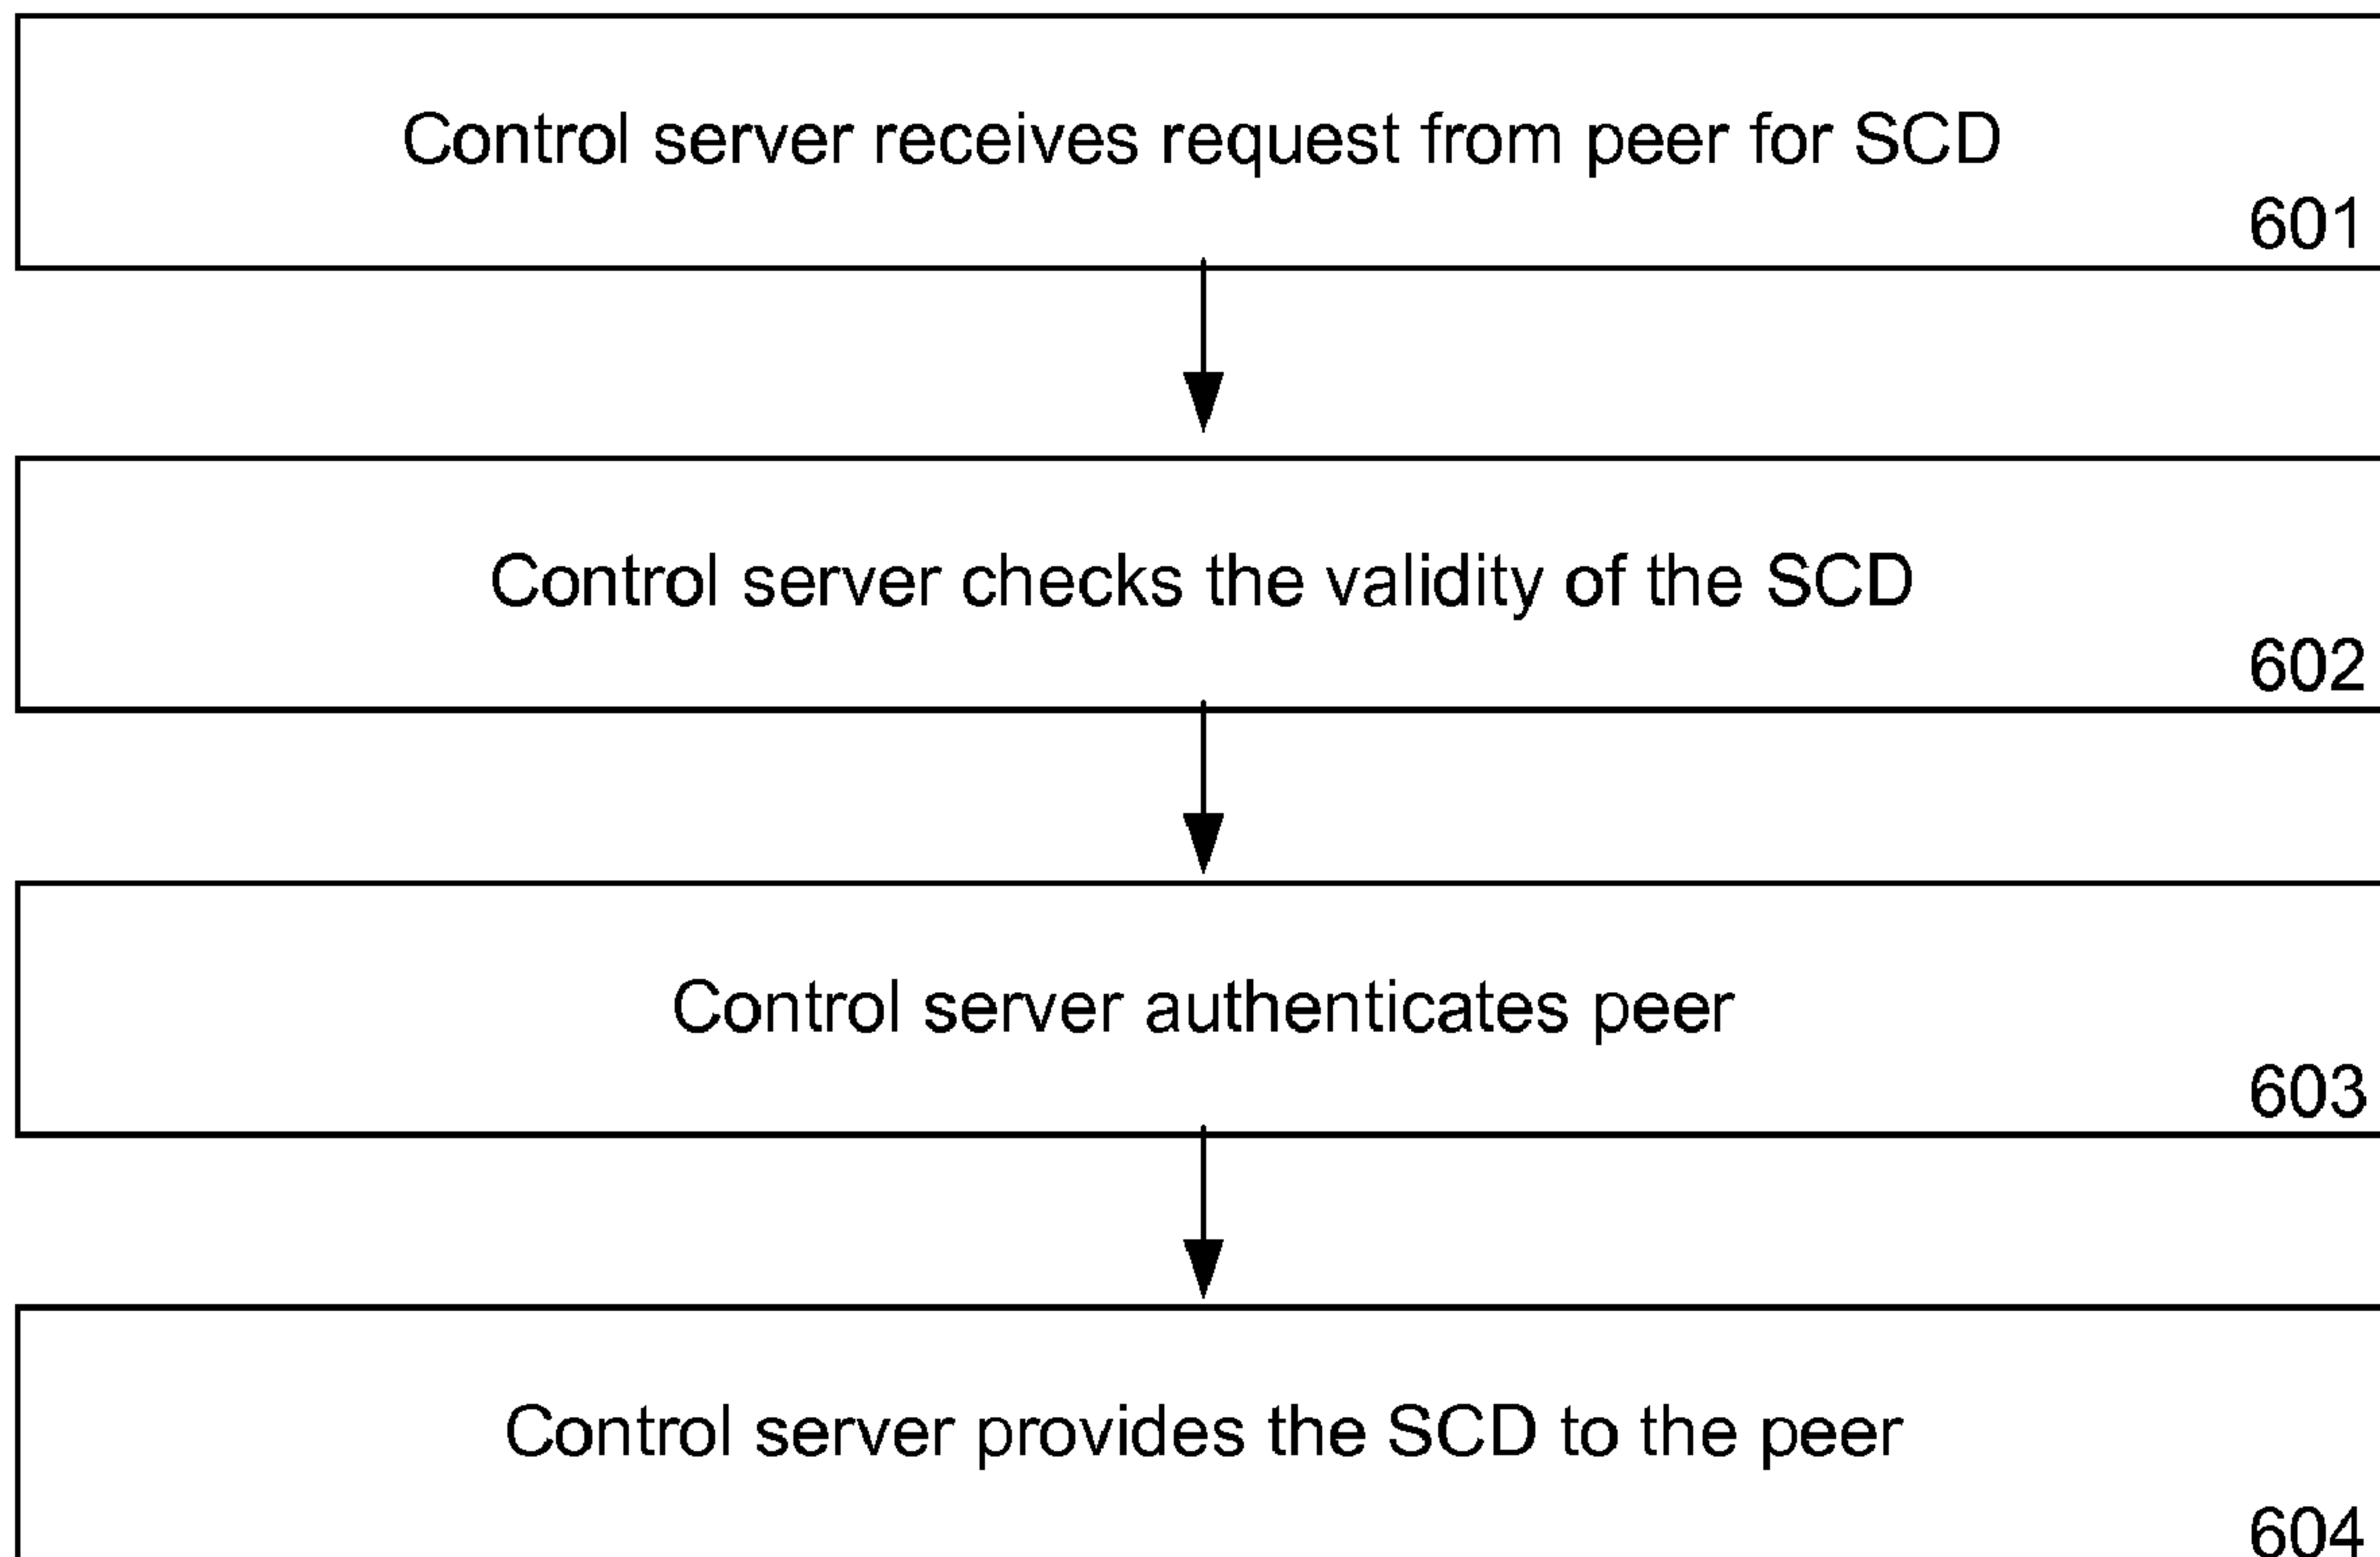 Control server receives request from peer for SCD
601
Control server checks the validity of the SCD
602
Control server authenticates peer
603
Control server provides the SCD to the peer
604